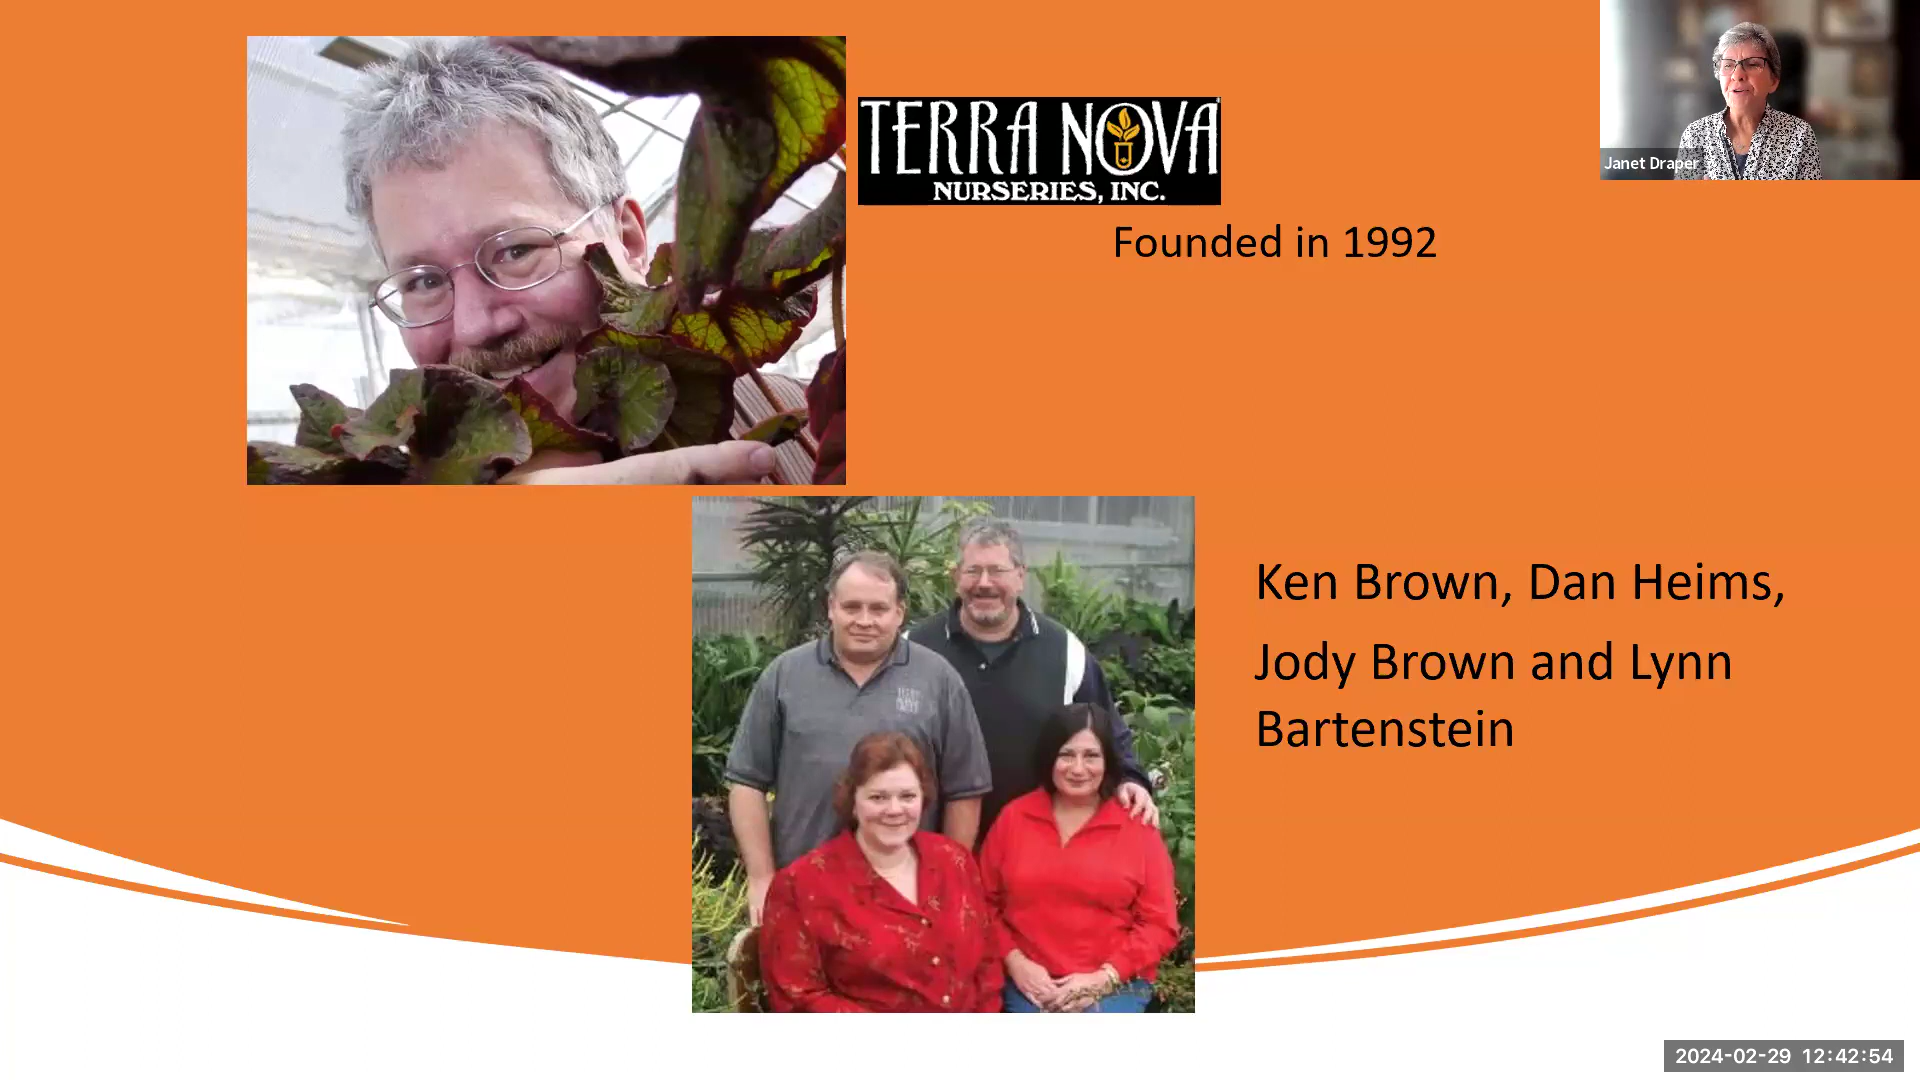 TERRA NOVA
NURSERIES, INC.
Janet Draper
Founded in 1992
Ken Brown, Dan Heims,
Jody Brown and Lynn
Bartenstein
2024-02-29 12:42:54